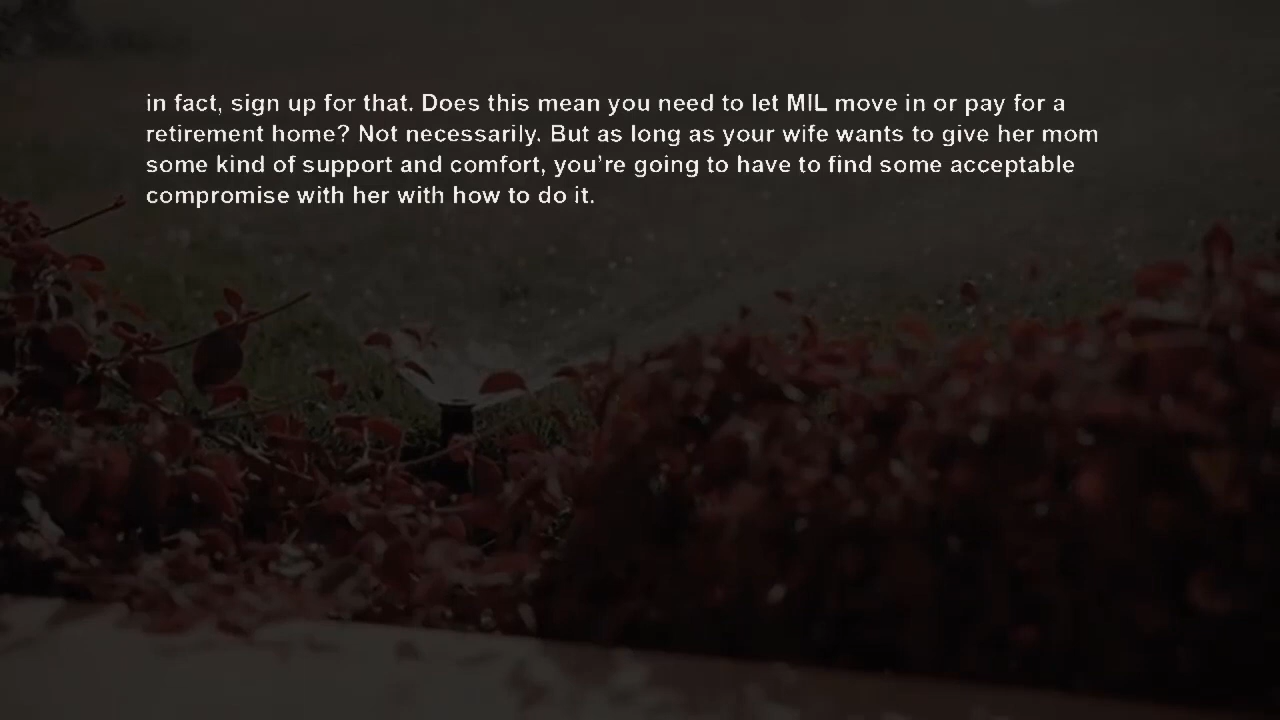 in fact, sign up for that. Does this mean you need to let MIL move in or pay for a
retirement home? Not necessarily. But as long as your wife wants to give her mom
some kind of support and comfort, you’re going to have to find some acceptable
compromise with her with how to do it.